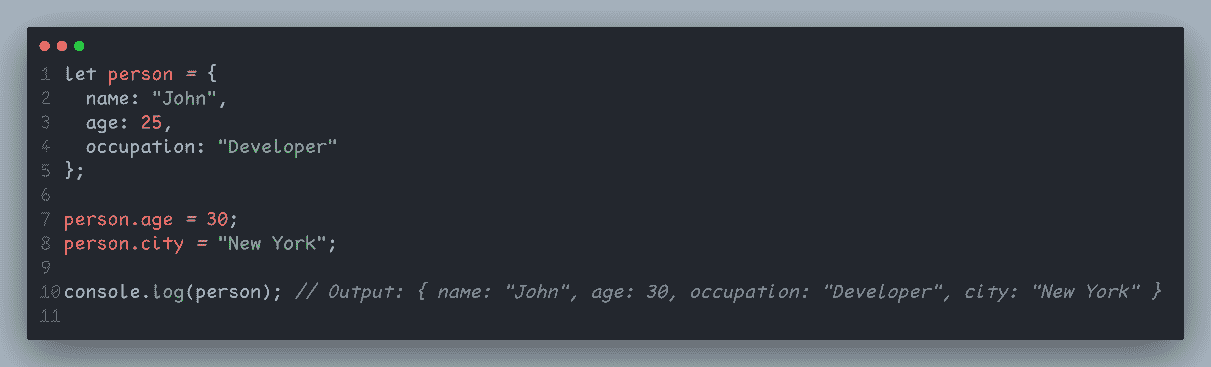 1 let person = {
2   name: "John",
3   age: 25,
4   occupation: "Developer"
5 };
6
7 person.age = 30;
8 person.city = "New York";
9
10 console.log(person); // Output: { name: "John", age: 30, occupation: "Developer", city: "New York" }
11